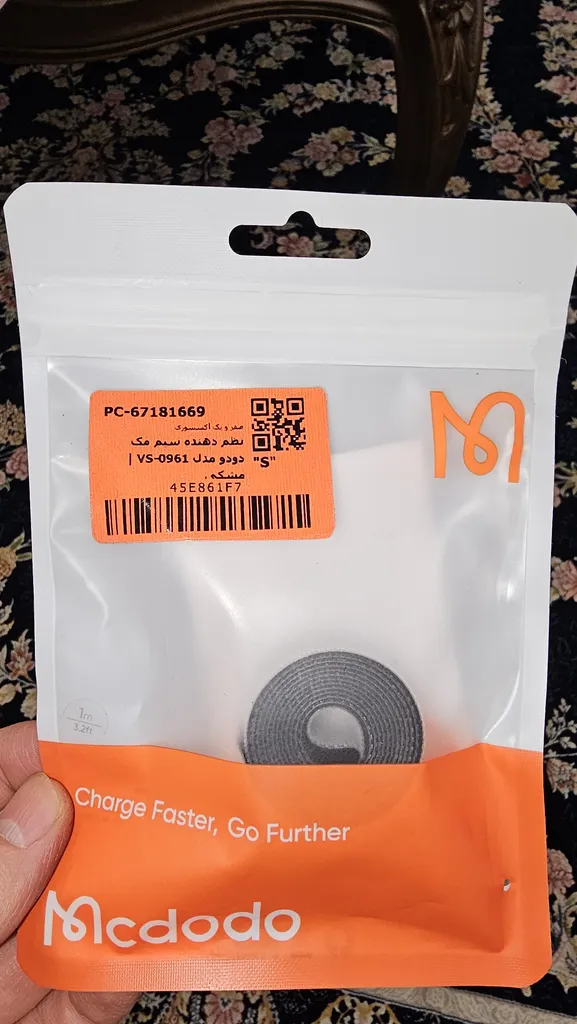 PC-67181669
صفر و یک اکسسوری
نظم دهنده سیم مک
دودو مدل VS-0961 |
مشکی .
"S"
45E861F7
1m
3.2ft
Charge Faster, Go Further
Mcdodo